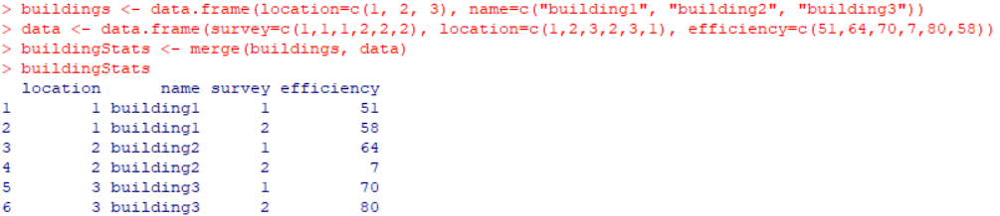 > buildings <- data.frame(location=c(1, 2, 3), name=c("building1", "building2", "building3"))
> data <- data.frame(survey=c(1,1,1,2,2,2), location=c(1,2,3,2,3,1), efficiency=c(51,64,70,7,80,58))
> buildingStats <- merge(buildings, data)
> buildingStats
  location      name survey efficiency
1        1 building1      1         51
2        1 building1      2         58
3        2 building2      1         64
4        2 building2      2          7
5        3 building3      1         70
6        3 building3      2         80